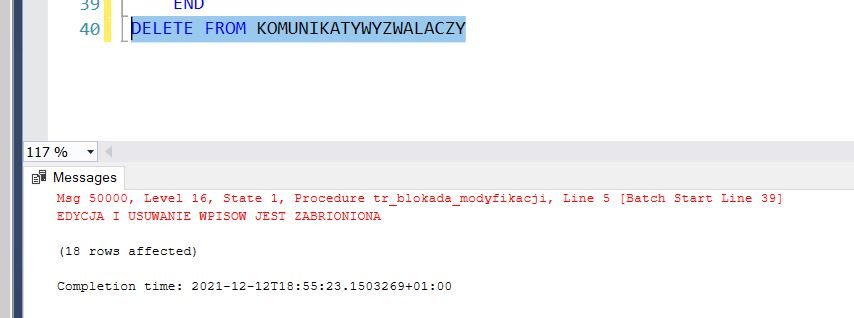 39 END
40 DELETE FROM KOMUNIKATYWYZWALACZY
117 %
Messages
Msg 50000, Level 16, State 1, Procedure tr_blokada_modyfikacji, Line 5 [Batch Start Line 39]
EDYCJA I USUWANIE WPISOW JEST ZABRIONIONA
(18 rows affected)
Completion time: 2021-12-12T18:55:23.1503269+01:00